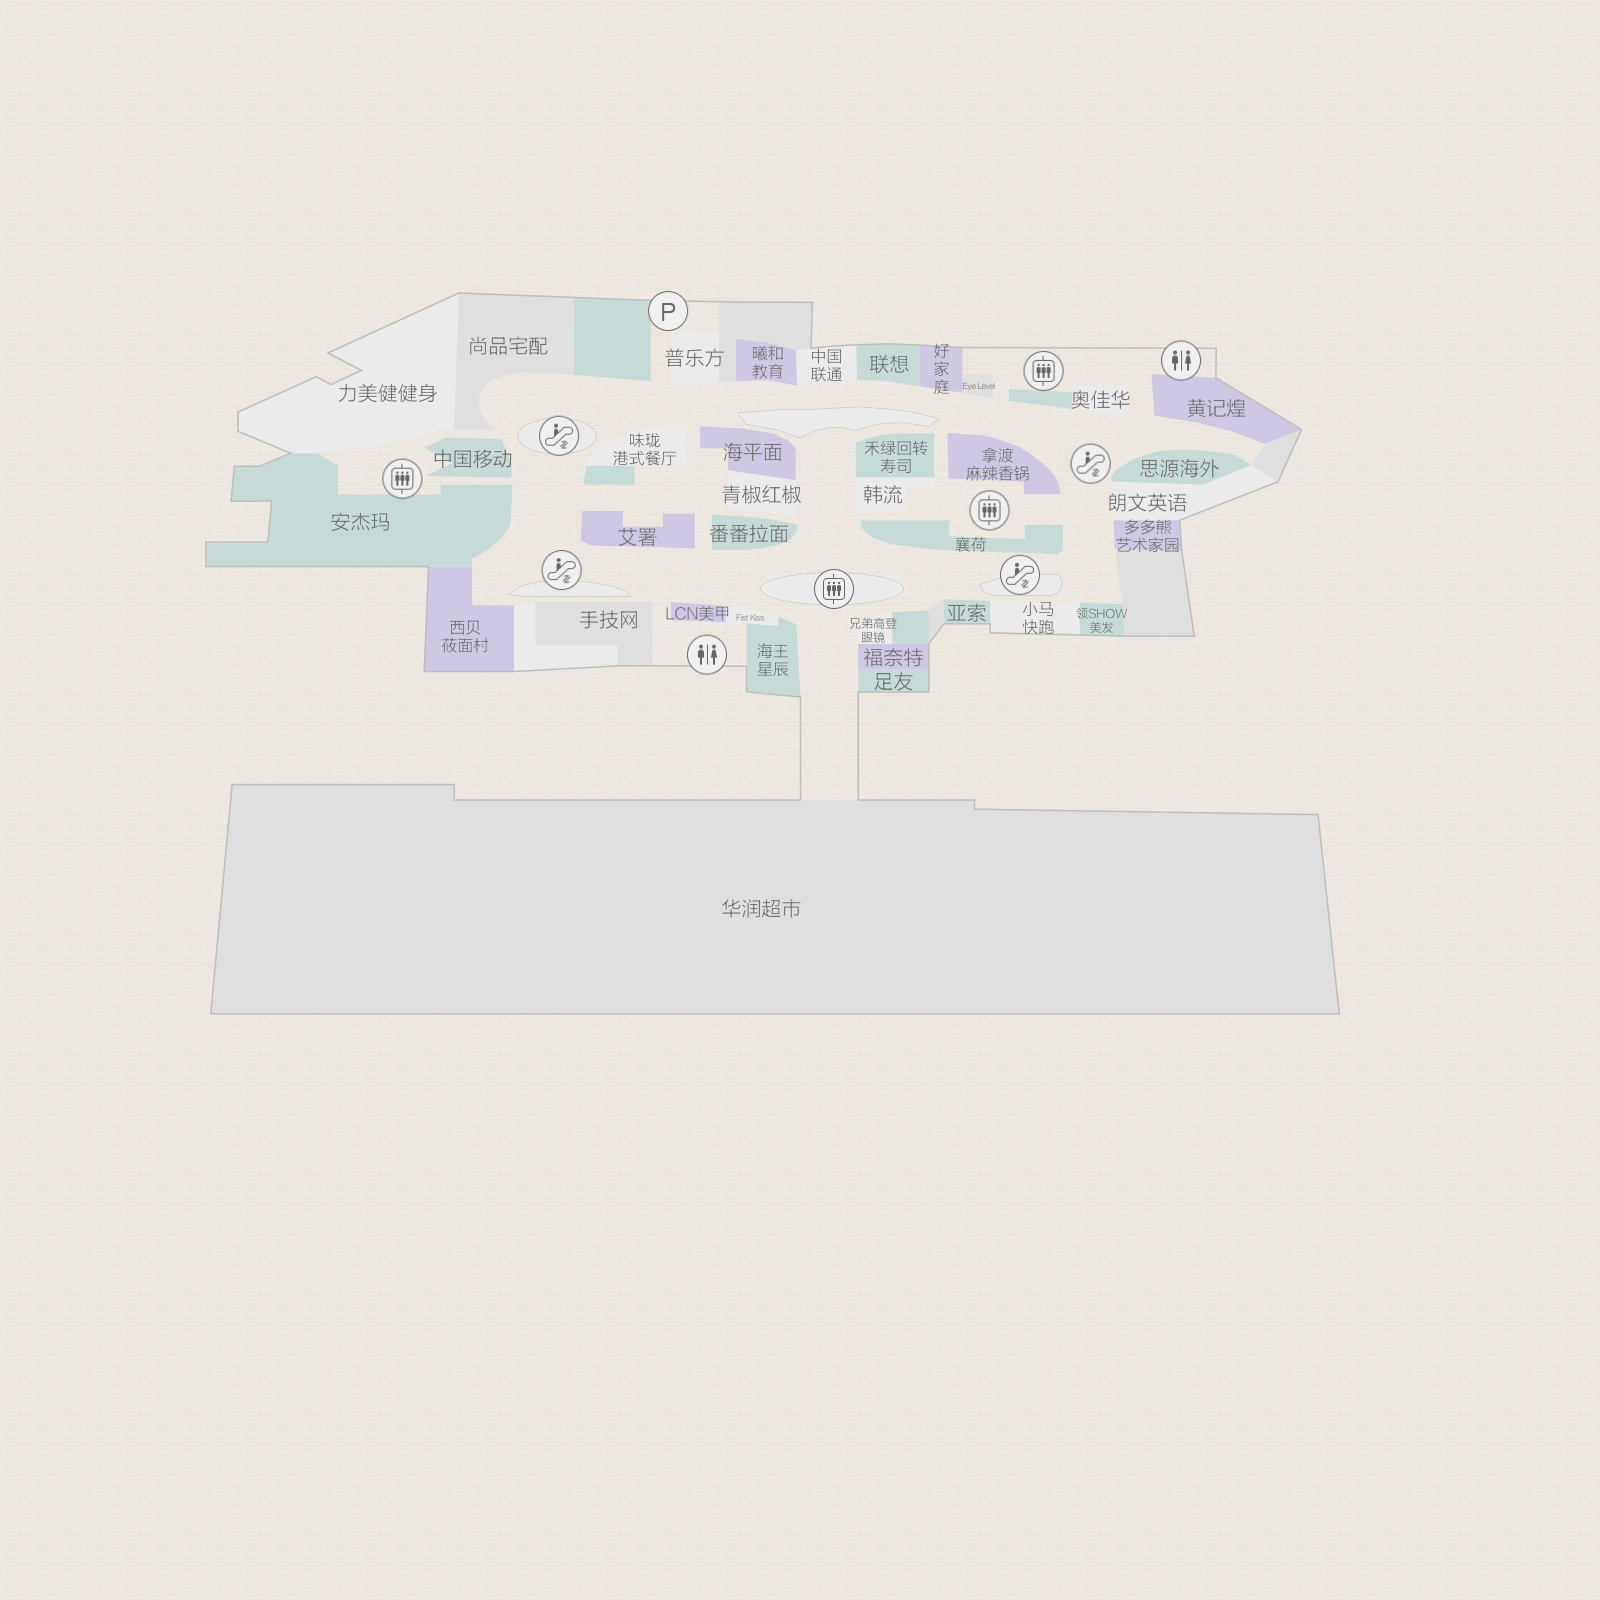 P
尚品宅配
普乐方
曦和
教育
中国
联通
联想
好
家
庭
Eye Level
奥佳华
黄记煌
力美健健身
中国移动
味珑
港式餐厅
海平面
禾绿回转
寿司
拿渡
麻辣香锅
思源海外
青椒红椒
韩流
朗文英语
安杰玛
艾署
番番拉面
襄荷
多多熊
艺术家园
西贝
莜面村
手技网
LCN美甲
Fist Kiss
海王
星辰
兄弟高登
眼镜
福奈特
足友
亚索
小马
快跑
领SHOW
美发
华润超市